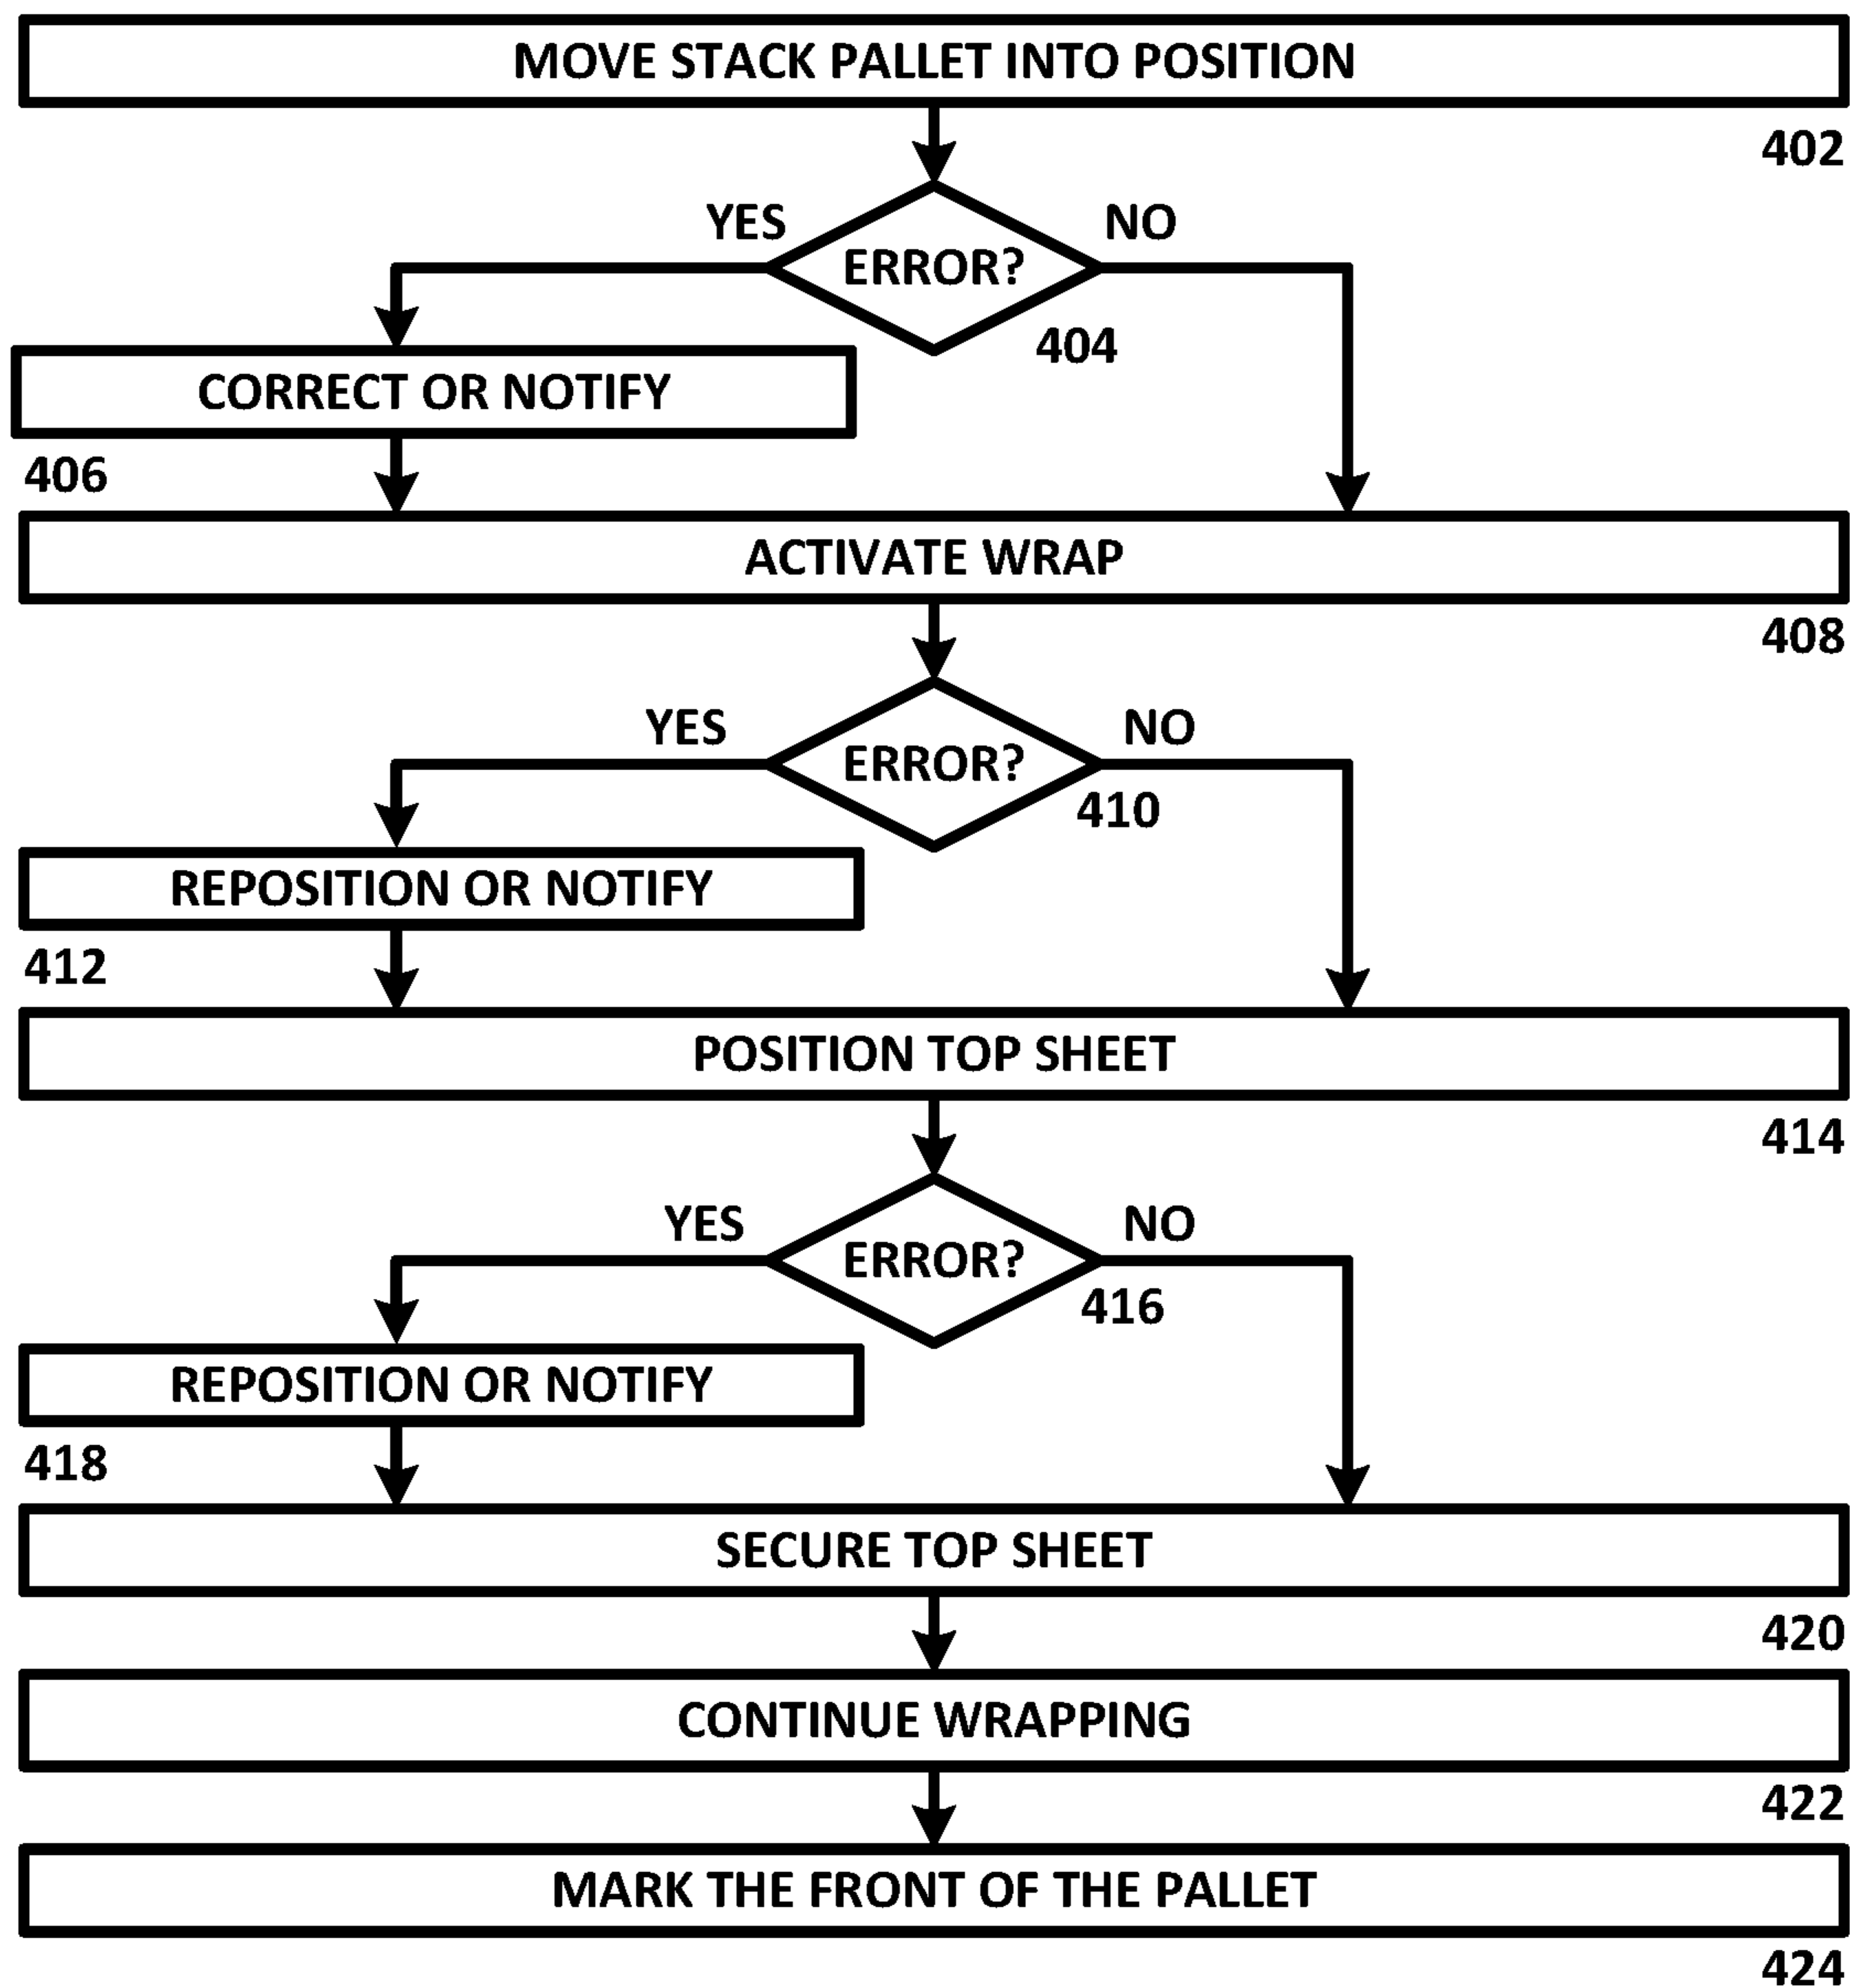 MOVE STACK PALLET INTO POSITION
402
YES
NO
ERROR?
404
CORRECT OR NOTIFY
406
ACTIVATE WRAP
408
YES
NO
ERROR?
410
REPOSITION OR NOTIFY
412
POSITION TOP SHEET
414
YES
NO
ERROR?
416
REPOSITION OR NOTIFY
418
SECURE TOP SHEET
420
CONTINUE WRAPPING
422
MARK THE FRONT OF THE PALLET
424